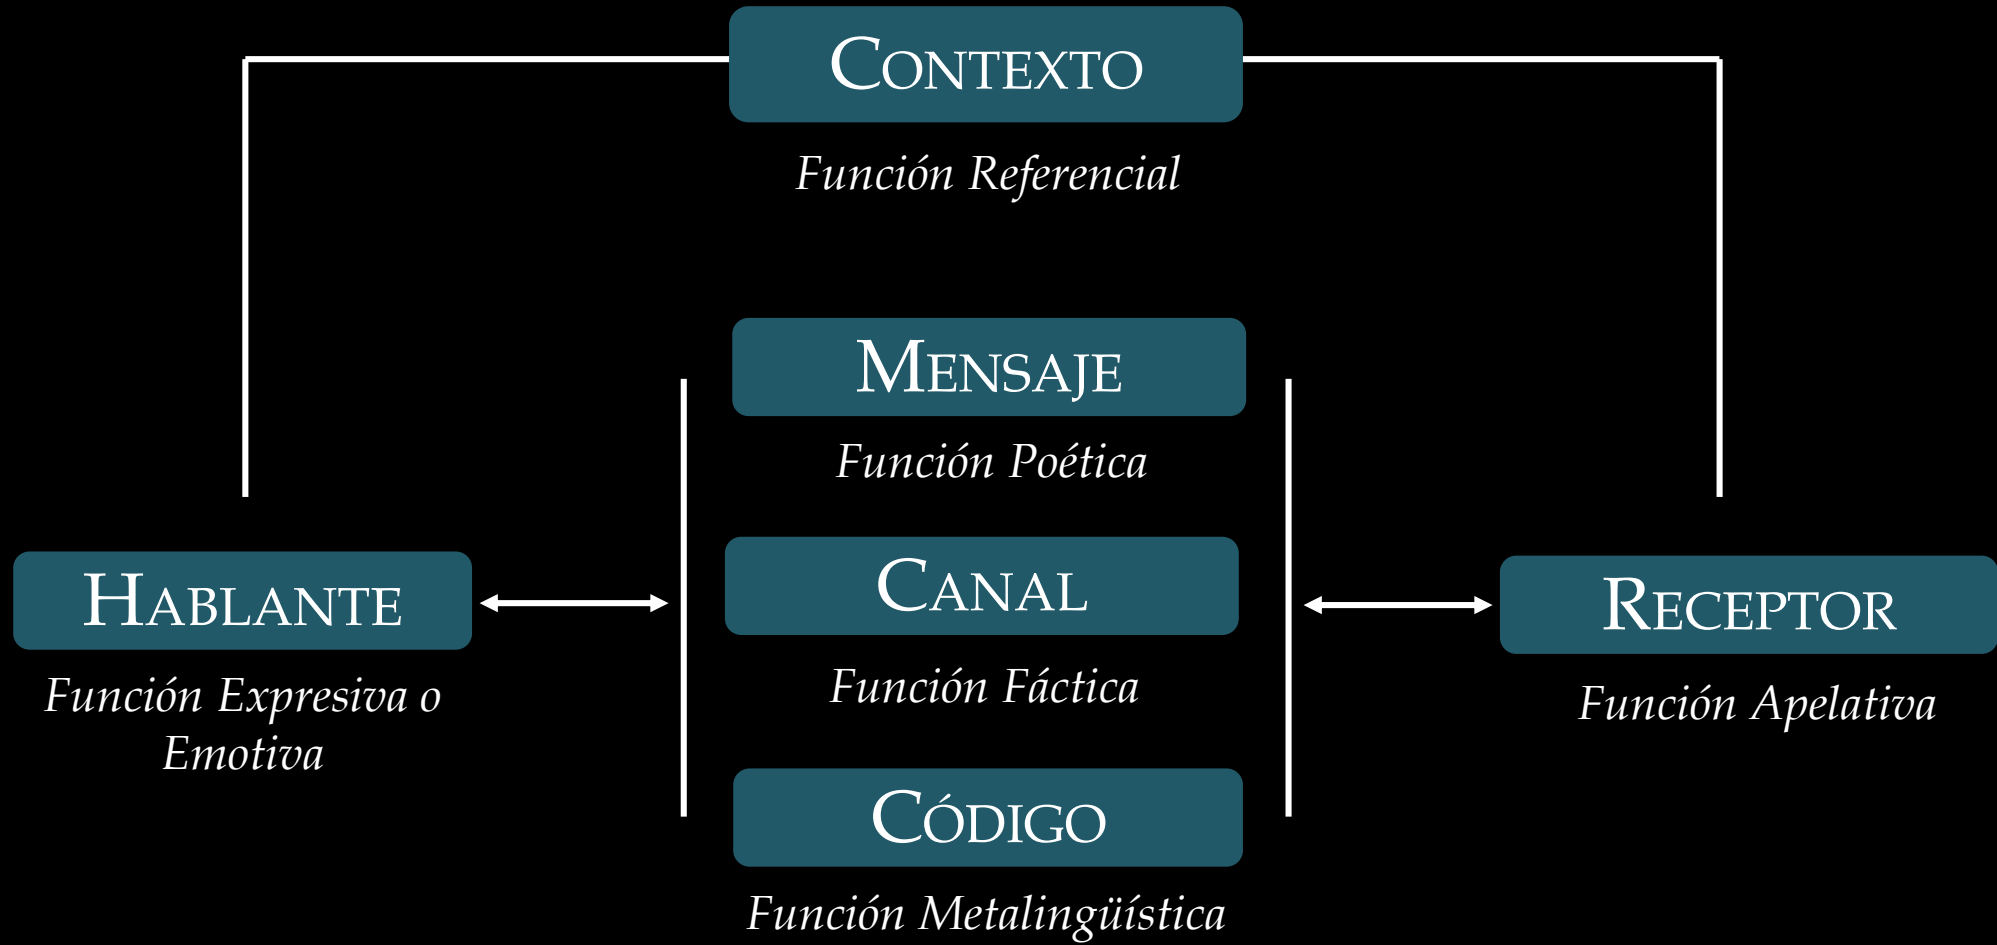 CONTEXTO
Función Referencial
MENSAJE
Función Poética
HABLANTE
Función Expresiva o
Emotiva
CANAL
Función Fáctica
RECEPTOR
Función Apelativa
CÓDIGO
Función Metalingüística